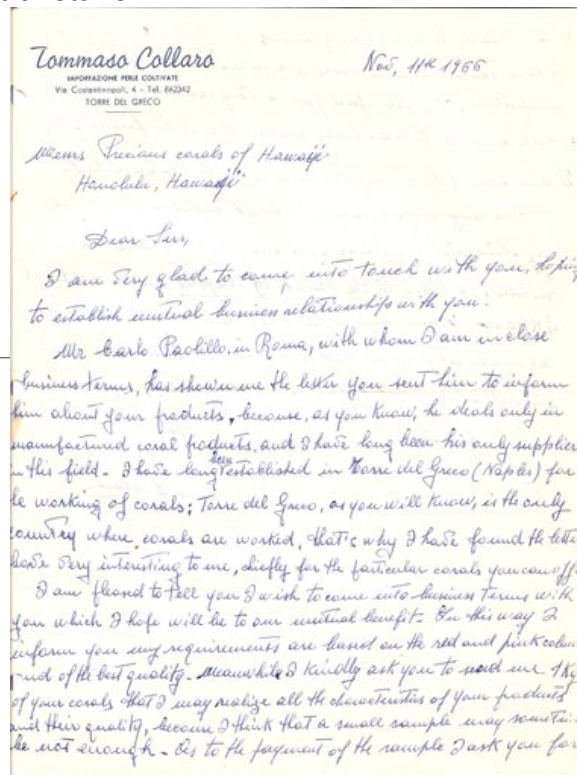 Tommaso Collaro
IMPORTAZIONE PERLE COLTIVATE
Via Costantinopoli, 4 - Tel. 862342
TORRE DEL GRECO
Nov, 11th 1966
Messrs Precious corals of Hawaiji
Honolulu, Hawaiji
Dear Sirs,
I am very glad to come into touch with you, hoping
to establish mutual business relationships with you.
Mr Carlo Paolillo, in Roma, with whom I am in close
business terms, has shown me the letter you sent him to inform
him about your products, because, as you know, he deals only in
manufactured coral products, and I have long been his only supplier
in this field. I have long been established in Torre del Greco (Naples) for
he working of corals; Torre del Greco, as you will know, is the only
country where corals are worked, that's why I have found the lette
have very interesting to me, chiefly for the particular corals you can off
I am pleased to tell you I wish to come into business terms with
you which I hope will be to our mutual benefit. In this way I
inform you my requirements are based on the red and pink colour
nd of the best quality. Meanwhile I kindly ask you to send me 1 Kg
of your corals that I may realize all the characteristics of your products
and their quality, because I think that a small sample may sometim
be not enough - As to the payment of the sample I ask you for